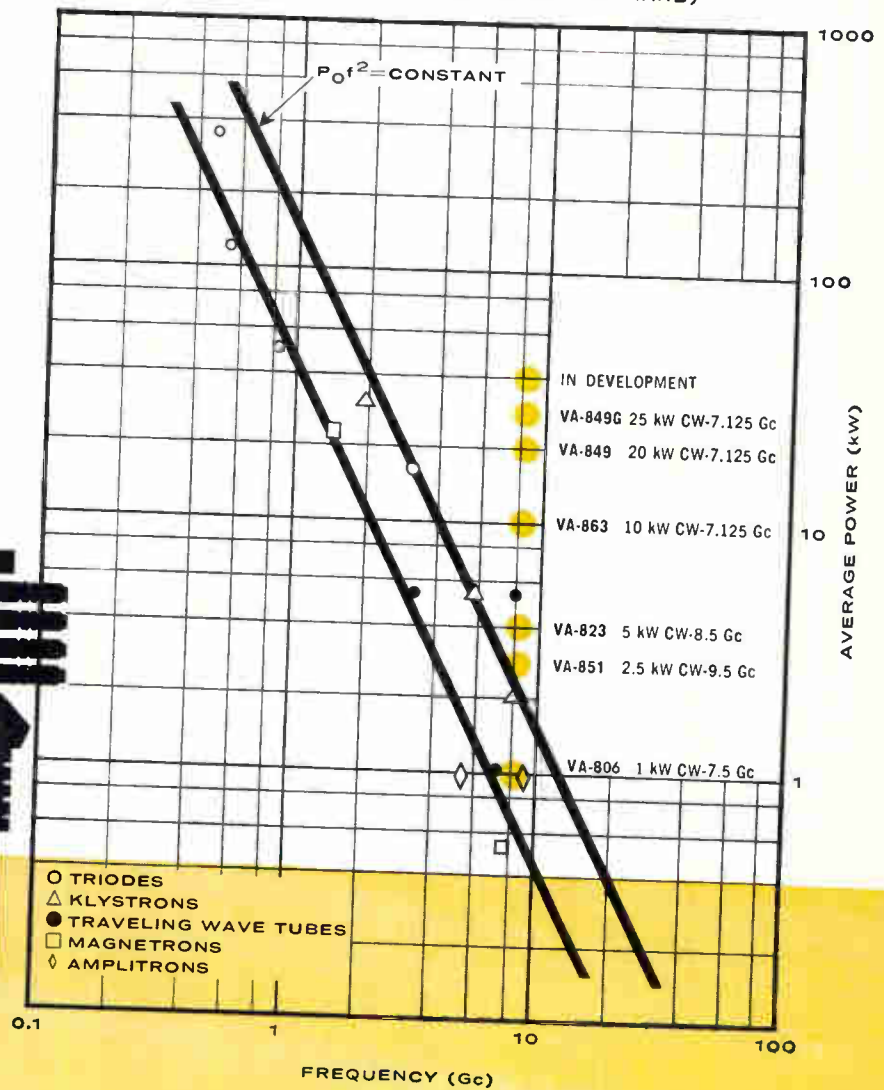 1000
Pof²=CONSTANT
100
IN DEVELOPMENT
VA-849G 25 kW CW-7.125 Gc
VA-849 20 kW CW-7.125 Gc
VA-863 10 kW CW-7.125 Gc
10
VA-823 5 kW CW-8.5 Gc
VA-851 2.5 kW CW-9.5 Gc
VA-806 1 kW CW-7.5 Gc
1
AVERAGE POWER (kW)
O TRIODES
△ KLYSTRONS
● TRAVELING WAVE TUBES
□ MAGNETRONS
◊ AMPLITRONS
0.1 1 10 100
FREQUENCY (Gc)